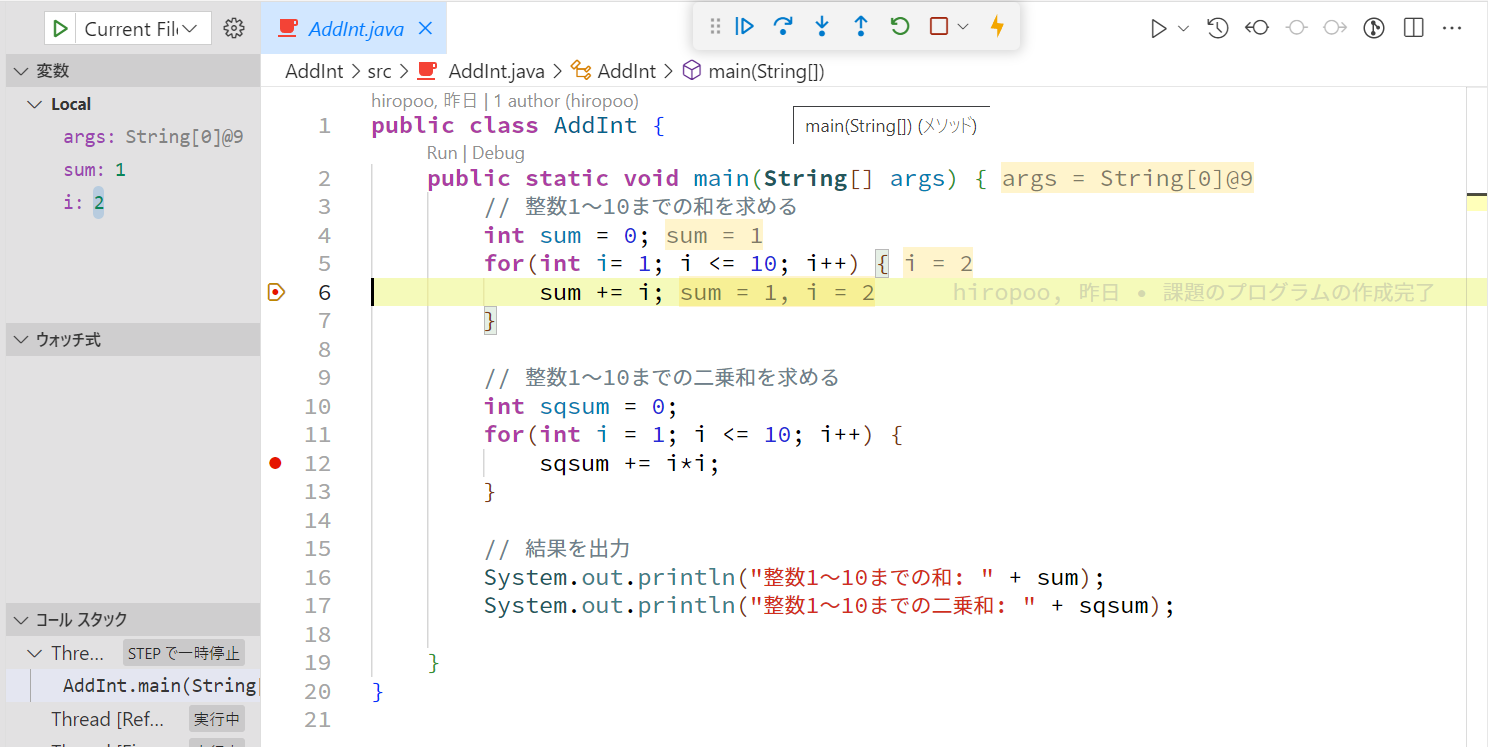 Current Fil
AddInt.java
AddInt > src > AddInt.java > AddInt > main(String[])
変数
Local
args: String[0]@9
sum: 1
i: 2
ウォッチ式
コール スタック
Thre... STEP で一時停止
AddInt.main(String[
Thread [Ref... 実行中
hiropoo, 昨日 | 1 author (hiropoo)
1 public class AddInt {
main(String[]) (メソッド)
Run | Debug
2 public static void main(String[] args) { args = String[0]@9
3 // 整数1～10までの和を求める
4 int sum = 0; sum = 1
5 for(int i= 1; i <= 10; i++) { i = 2
6 sum += i; sum = 1, i = 2 hiropoo, 昨日 • 課題のプログラムの作成完了
7 }
8
9 // 整数1～10までの二乗和を求める
10 int sqsum = 0;
11 for(int i = 1; i <= 10; i++) {
12 sqsum += i*i;
13 }
14
15 // 結果を出力
16 System.out.println("整数1～10までの和: " + sum);
17 System.out.println("整数1～10までの二乗和: " + sqsum);
18
19 }
20 }
21